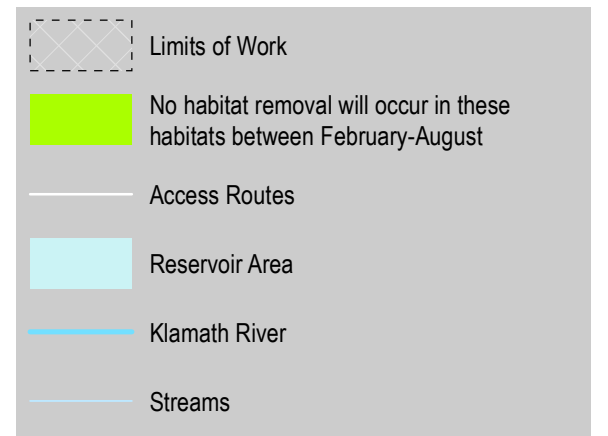 Limits of Work
No habitat removal will occur in these
habitats between February-August
Access Routes
Reservoir Area
Klamath River
Streams